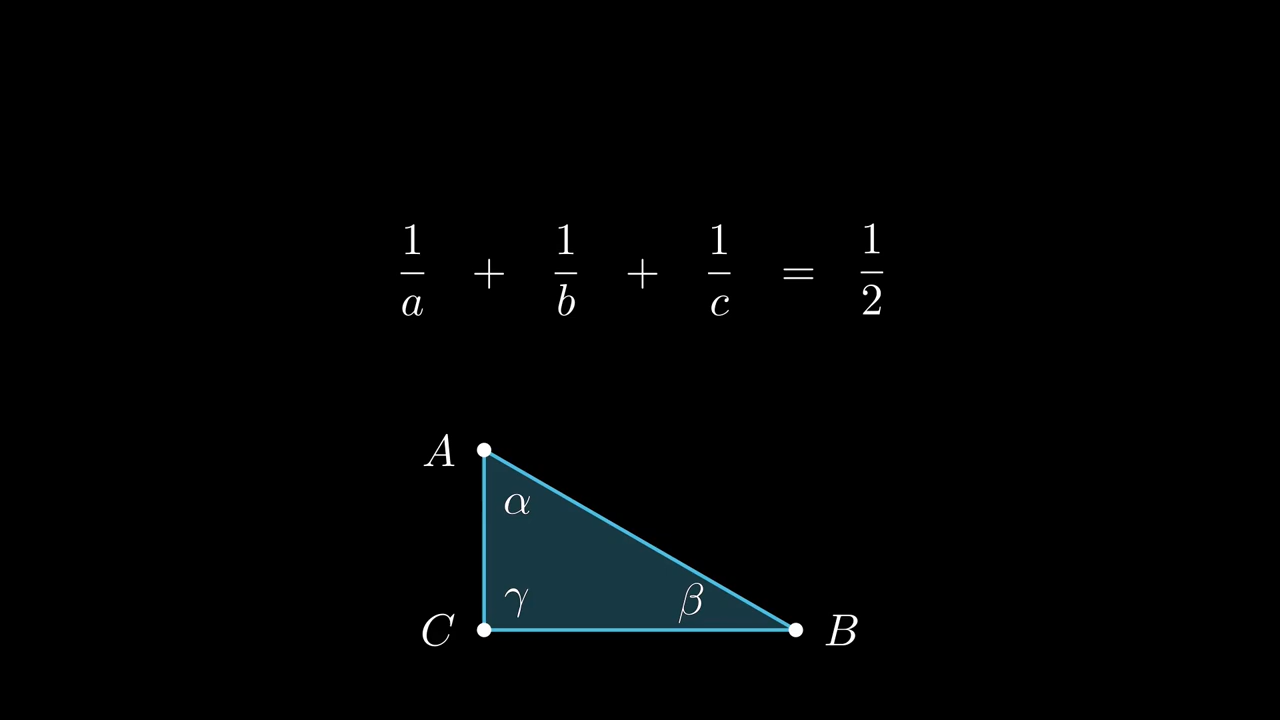 1/a + 1/b + 1/c = 1/2
A
α
γ β
C B